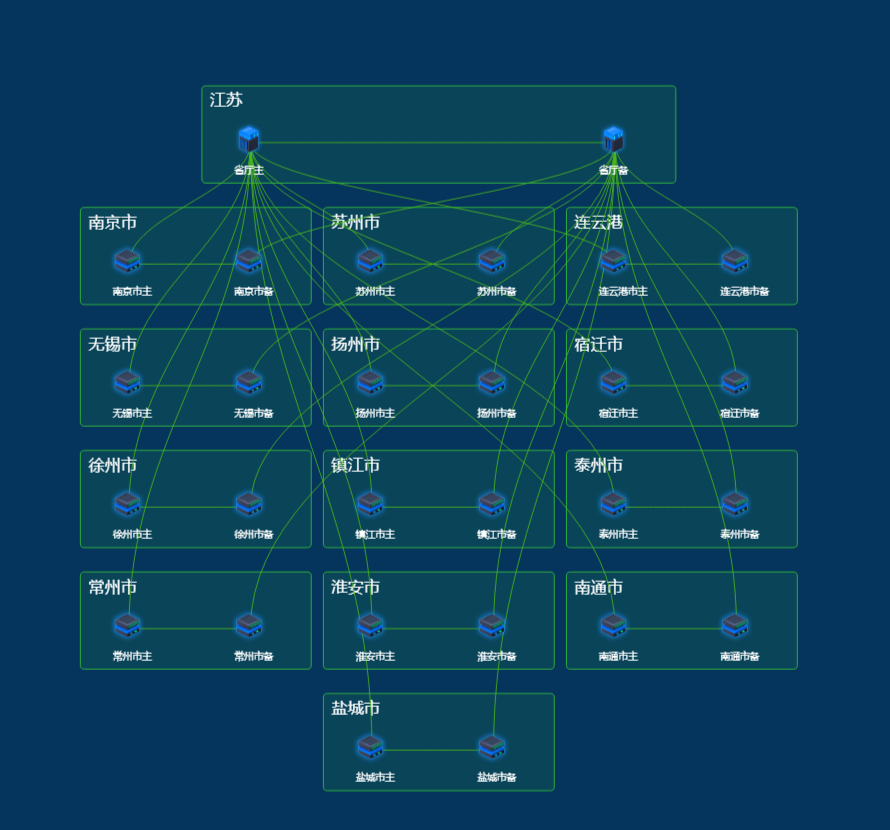 江苏
省厅主
省厅备
南京市
苏州市
连云港
南京市主
南京市备
苏州市主
苏州市备
连云港市主
连云港市备
无锡市
扬州市
宿迁市
无锡市主
无锡市备
扬州市主
扬州市备
宿迁市主
宿迁市备
徐州市
镇江市
泰州市
徐州市主
徐州市备
镇江市主
镇江市备
泰州市主
泰州市备
常州市
淮安市
南通市
常州市主
常州市备
淮安市主
淮安市备
南通市主
南通市备
盐城市
盐城市主
盐城市备